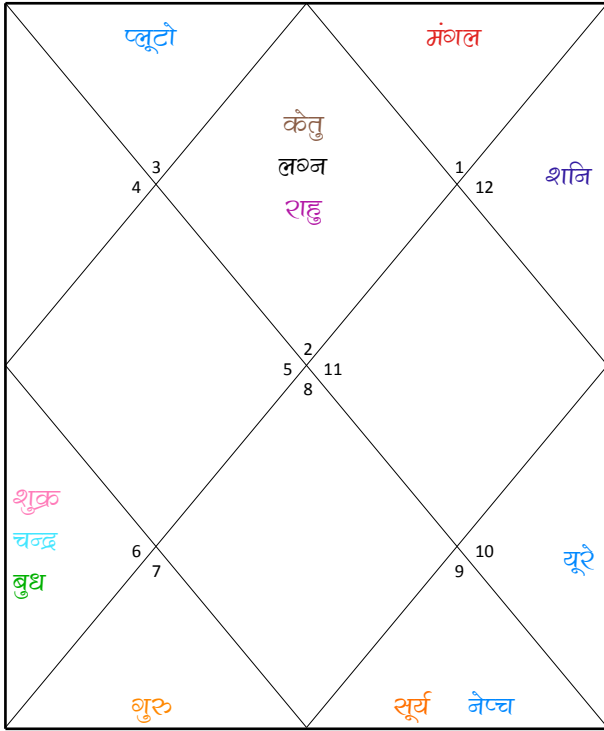 प्लूटो
मंगल
केतु
लग्न
राहु
3
4
1
12
शनि
2
5
11
8
शुक्र
चन्द्र
बुध
6
7
10
9
यूरे
गुरु
सूर्य नेप्च